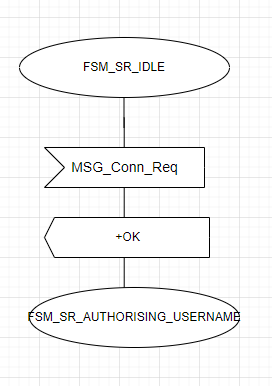 FSM_SR_IDLE
MSG_Conn_Req
+OK
FSM_SR_AUTHORISING_USERNAME